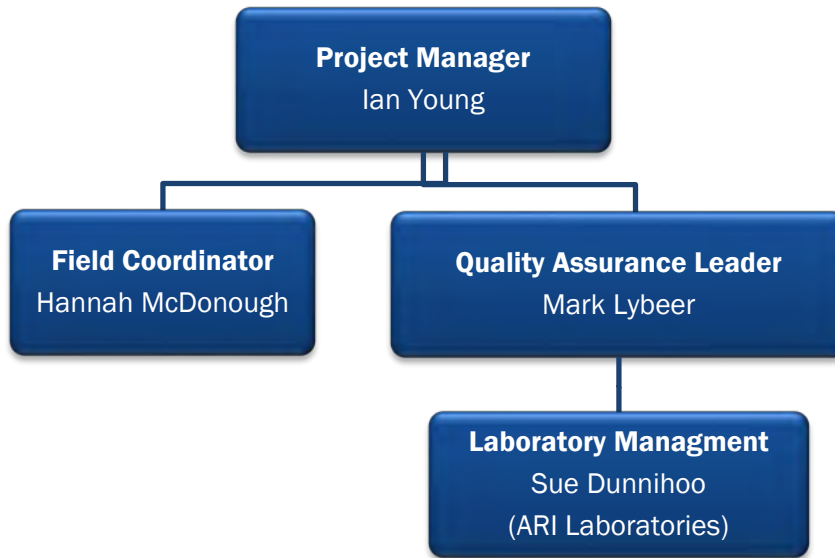 Project Manager
Ian Young
Field Coordinator
Hannah McDonough
Quality Assurance Leader
Mark Lybeer
Laboratory Managment
Sue Dunnihoo
(ARI Laboratories)